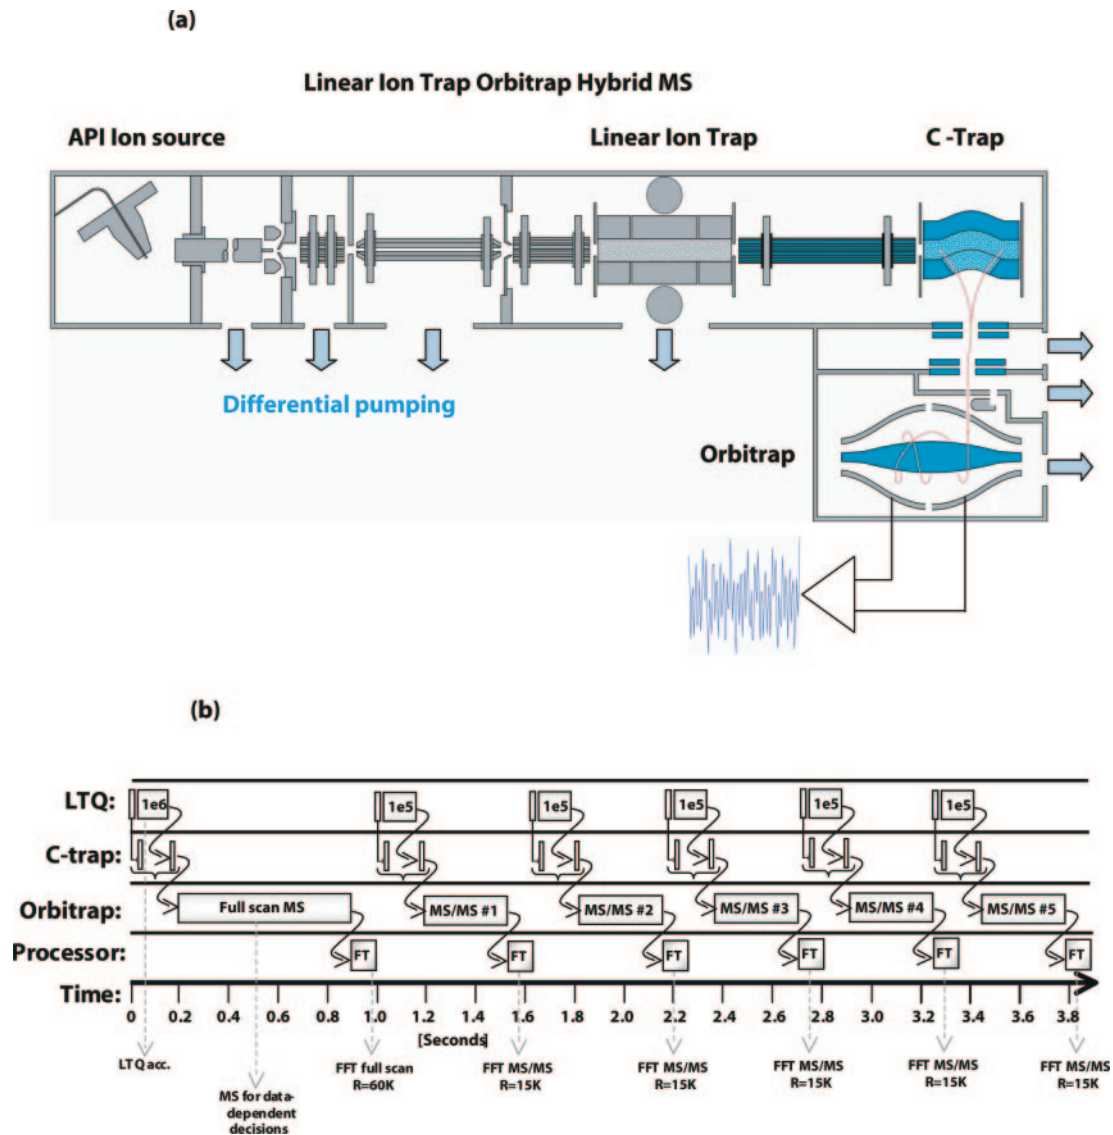 (a)
Linear Ion Trap Orbitrap Hybrid MS
API Ion source
Linear Ion Trap
C -Trap
Differential pumping
Orbitrap
(b)
LTQ:
1e6
1e5
1e5
1e5
1e5
1e5
C-trap:
Orbitrap:
Full scan MS
MS/MS #1
MS/MS #2
MS/MS #3
MS/MS #4
MS/MS #5
Processor:
FT
FT
FT
FT
FT
FT
Time:
0 0.2 0.4 0.6 0.8 1.0 1.2 1.4 1.6 1.8 2.0 2.2 2.4 2.6 2.8 3.0 3.2 3.4 3.6 3.8
[Seconds]
LTQ acc.
MS for data-
dependent
decisions
FFT full scan
R=60K
FFT MS/MS
R=15K
FFT MS/MS
R=15K
FFT MS/MS
R=15K
FFT MS/MS
R=15K
FFT MS/MS
R=15K